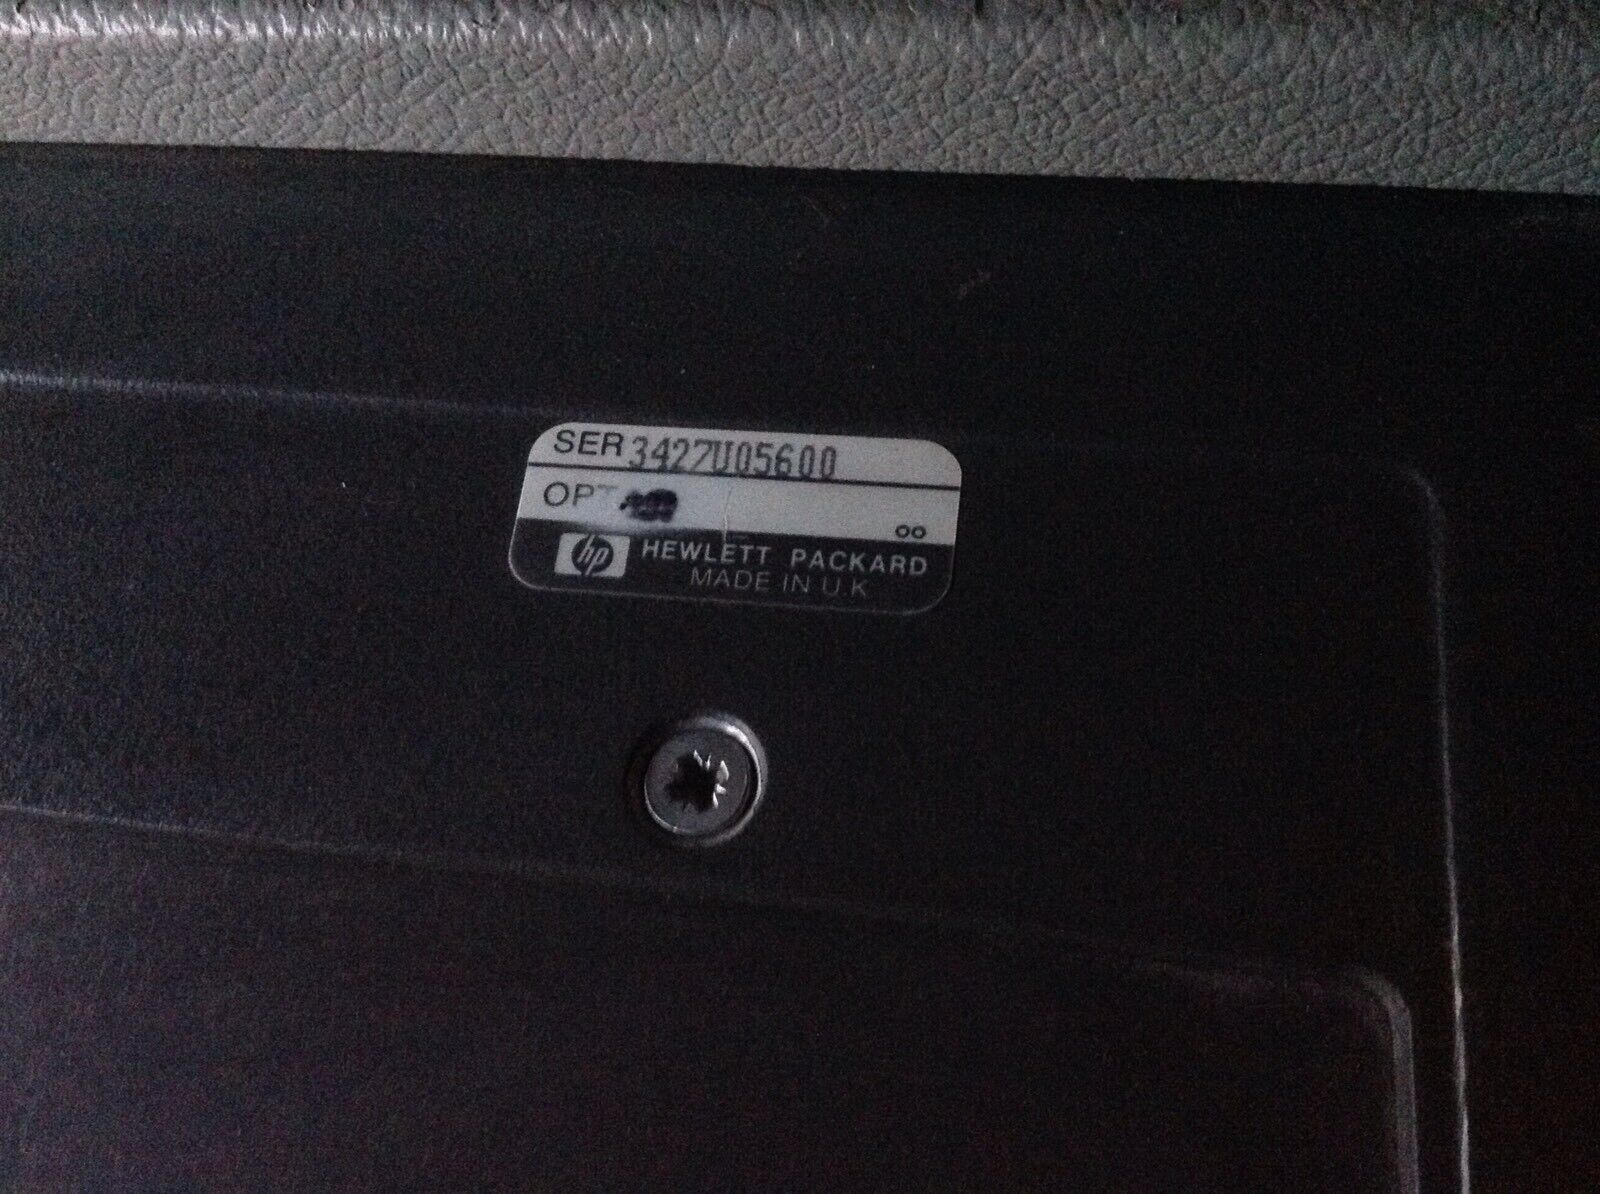 SER 3427U05600
OPT
oo
hp HEWLETT PACKARD
MADE IN U.K